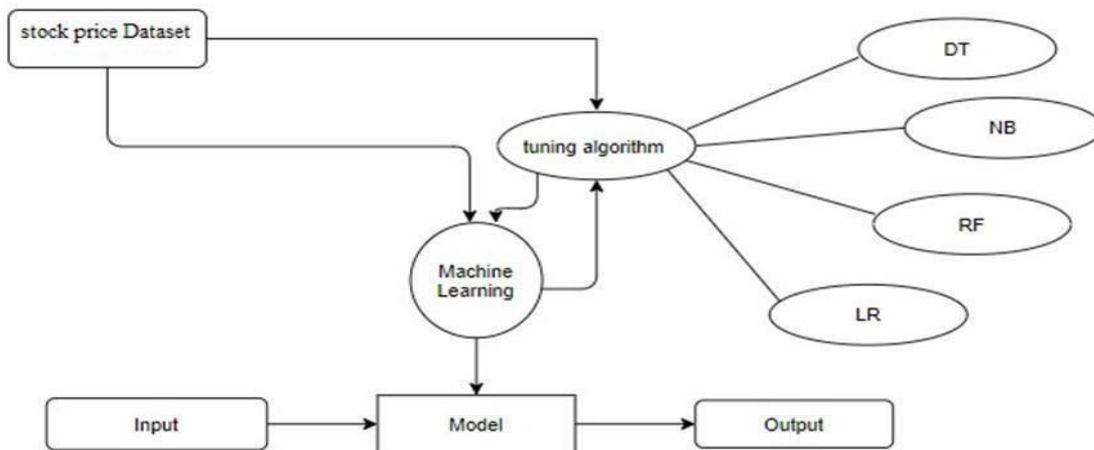 stock price Dataset
DT
NB
tuning algorithm
RF
Machine
Learning
LR
Input
Model
Output